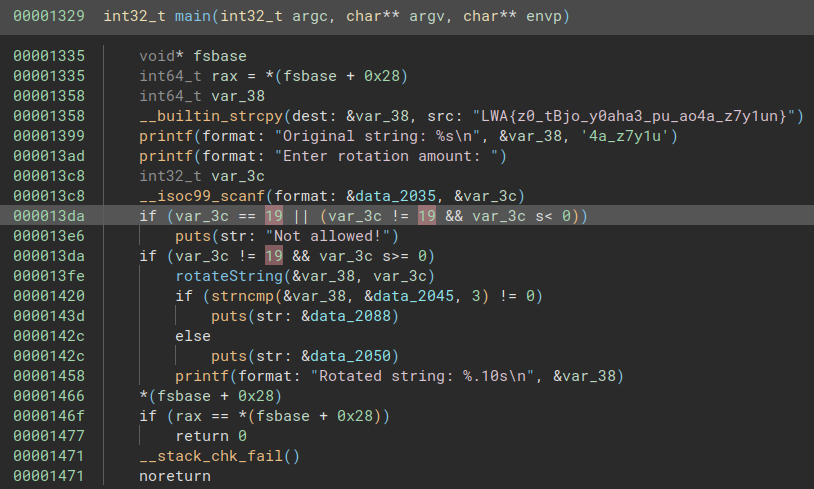 00001329 int32_t main(int32_t argc, char** argv, char** envp)
00001335 void* fsbase
00001335 int64_t rax = *(fsbase + 0x28)
00001358 int64_t var_38
00001358 __builtin_strcpy(dest: &var_38, src: "LWA{z0_tBjo_y0aha3_pu_ao4a_z7y1un}")
00001399 printf(format: "Original string: %s\n", &var_38, '4a_z7y1u')
000013ad printf(format: "Enter rotation amount: ")
000013c8 int32_t var_3c
000013c8 __isoc99_scanf(format: &data_2035, &var_3c)
000013da if (var_3c == 19 || (var_3c != 19 && var_3c s< 0))
000013e6 puts(str: "Not allowed!")
000013da if (var_3c != 19 && var_3c s>= 0)
000013fe rotateString(&var_38, var_3c)
00001420 if (strncmp(&var_38, &data_2045, 3) != 0)
0000143d puts(str: &data_2088)
0000142c else
0000142c puts(str: &data_2050)
00001458 printf(format: "Rotated string: %.10s\n", &var_38)
00001466 *(fsbase + 0x28)
0000146f if (rax == *(fsbase + 0x28))
00001477 return 0
00001471 __stack_chk_fail()
00001471 noreturn